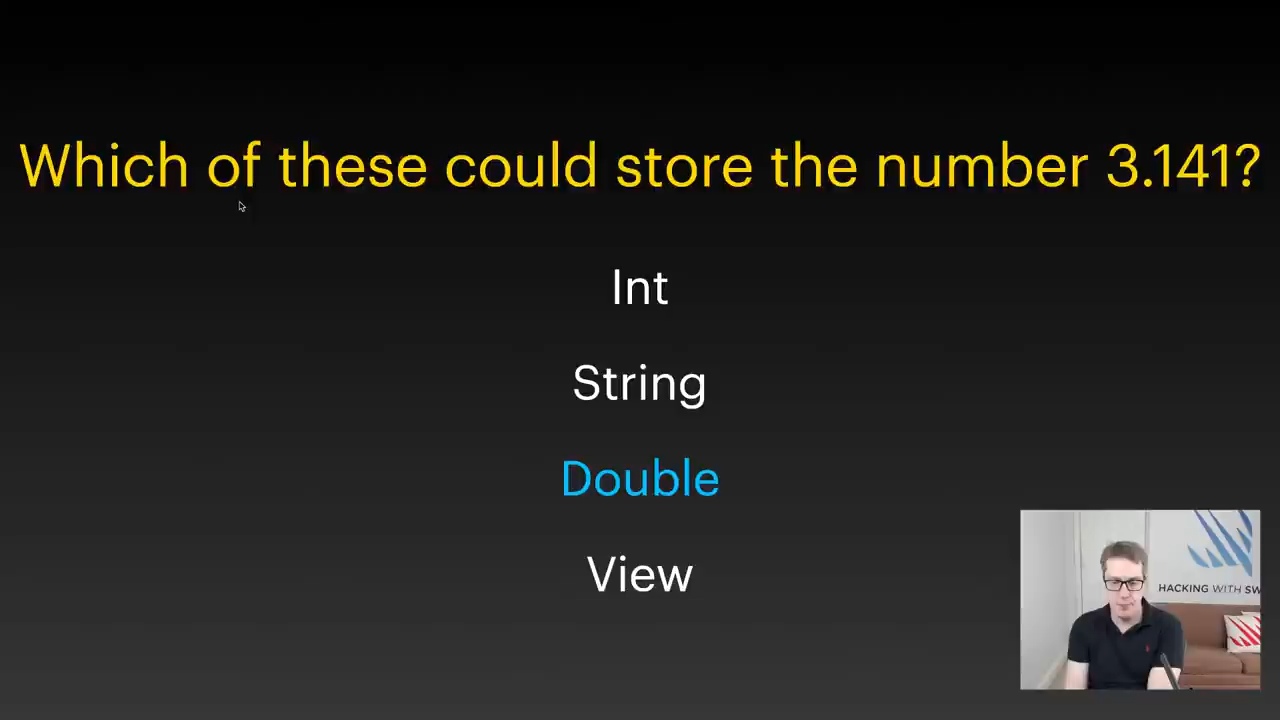 Which of these could store the number 3.141?
Int
String
Double
View
HACKING WITH SW